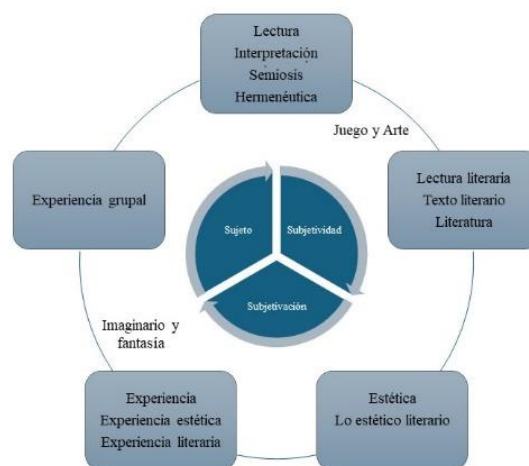 Lectura
Interpretación
Semiosis
Hermenéutica
Juego y Arte
Lectura literaria
Texto literario
Literatura
Experiencia grupal
Sujeto
Subjetividad
Subjetivación
Imaginario y
fantasía
Experiencia
Experiencia estética
Experiencia literaria
Estética
Lo estético literario